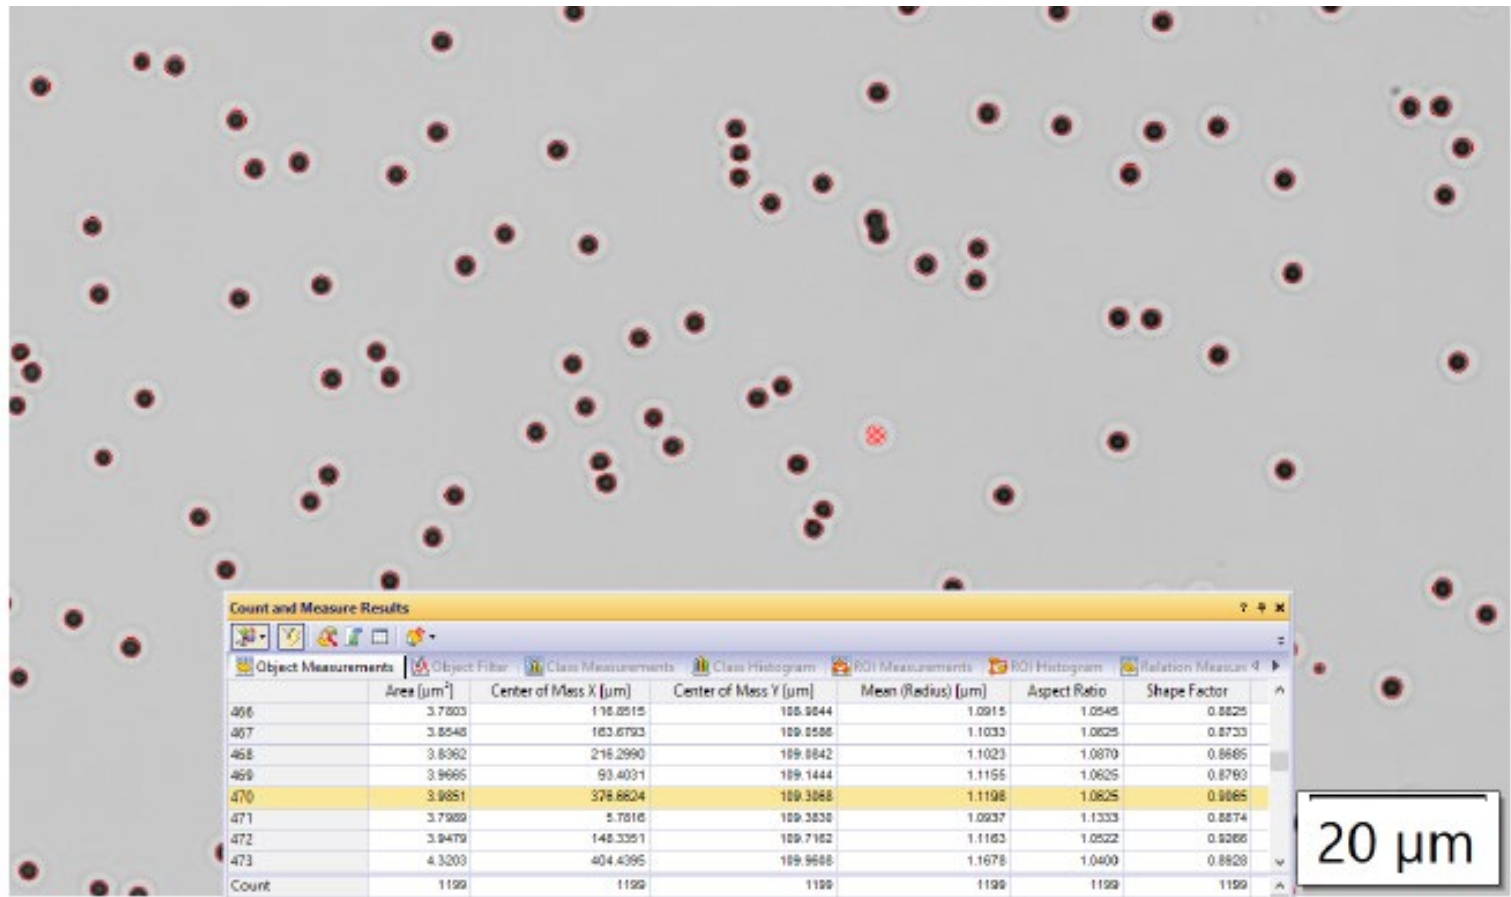 Count and Measure Results
Object Measurements Object Filter Class Measurements Class Histogram ROI Measurements ROI Histogram Relation Measure
Area [µm²] Center of Mass X [µm] Center of Mass Y [µm] Mean (Radius) [µm] Aspect Ratio Shape Factor
466 3.7803 116.8515 108.9844 1.0915 1.0545 0.8825
467 3.8548 163.6793 109.0586 1.1033 1.0625 0.8733
468 3.8362 216.2990 109.0842 1.1023 1.0870 0.8685
469 3.9665 93.4031 109.1444 1.1155 1.0625 0.8793
470 3.9851 376.6624 109.3068 1.1198 1.0625 0.9065
471 3.7989 5.7816 109.3830 1.0937 1.1333 0.8874
472 3.9479 148.3351 109.7162 1.1163 1.0522 0.9266
473 4.3203 404.4395 109.9608 1.1678 1.0400 0.8928
Count 1199 1199 1199 1199 1199 1199
20 µm